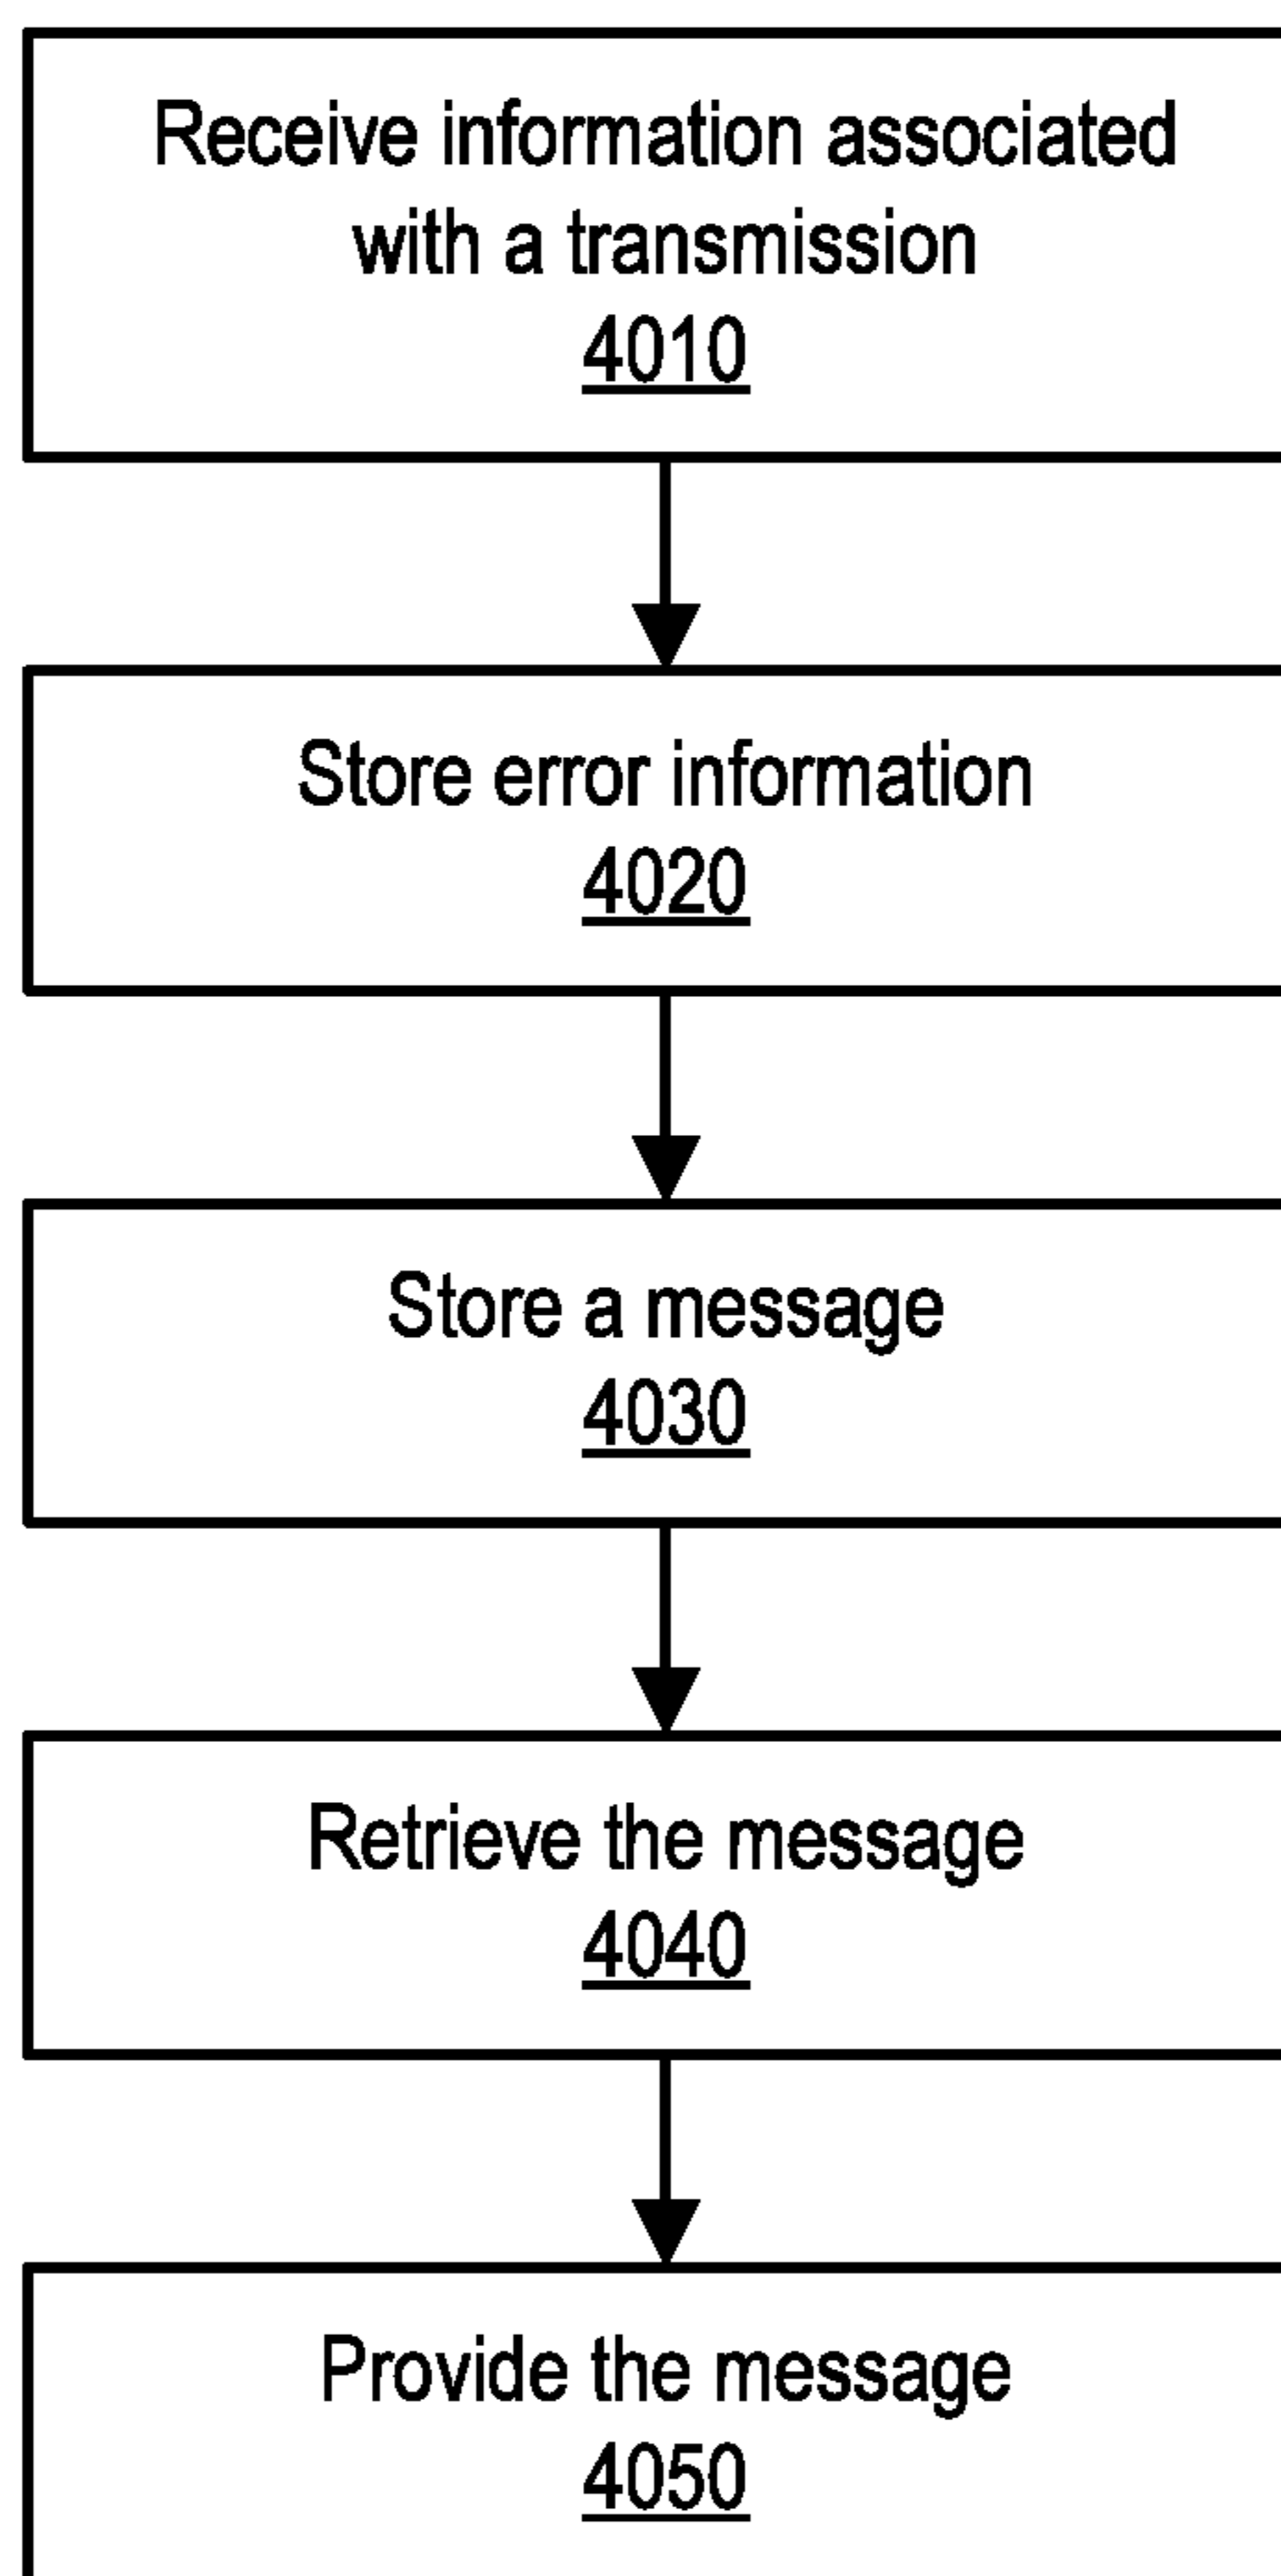 Receive information associated
with a transmission
4010
Store error information
4020
Store a message
4030
Retrieve the message
4040
Provide the message
4050